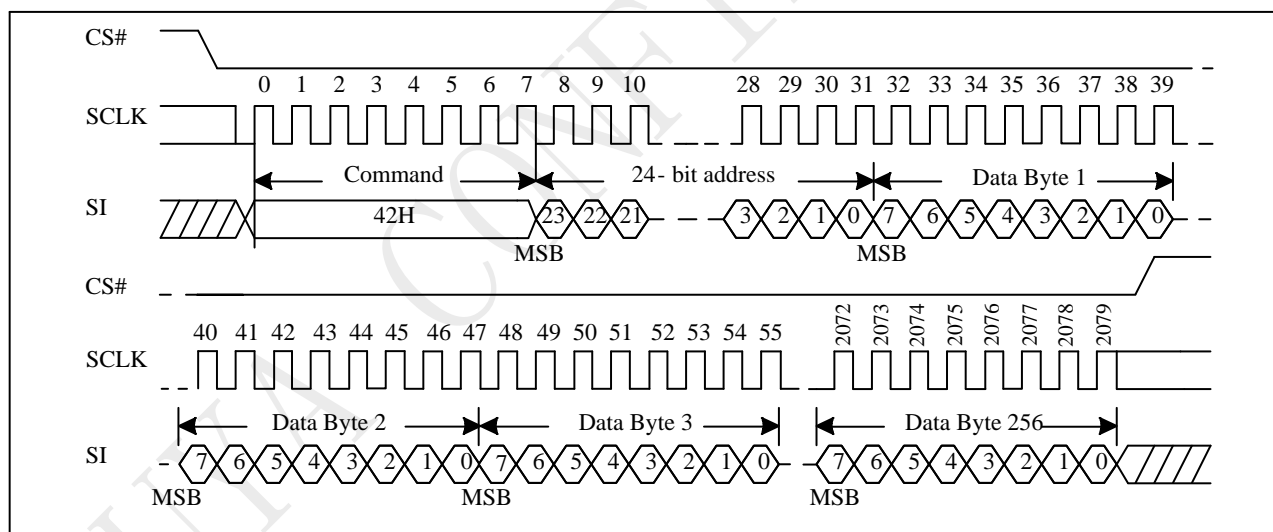 CS#
0 1 2 3 4 5 6 7 8 9 10 28 29 30 31 32 33 34 35 36 37 38 39
SCLK
Command 24- bit address Data Byte 1
SI 42H 23 22 21 3 2 1 0 7 6 5 4 3 2 1 0
MSB MSB
CS#
40 41 42 43 44 45 46 47 48 49 50 51 52 53 54 55 2072 2073 2074 2075 2076 2077 2078 2079
SCLK
Data Byte 2 Data Byte 3 Data Byte 256
SI 7 6 5 4 3 2 1 0 7 6 5 4 3 2 1 0 7 6 5 4 3 2 1 0
MSB MSB MSB